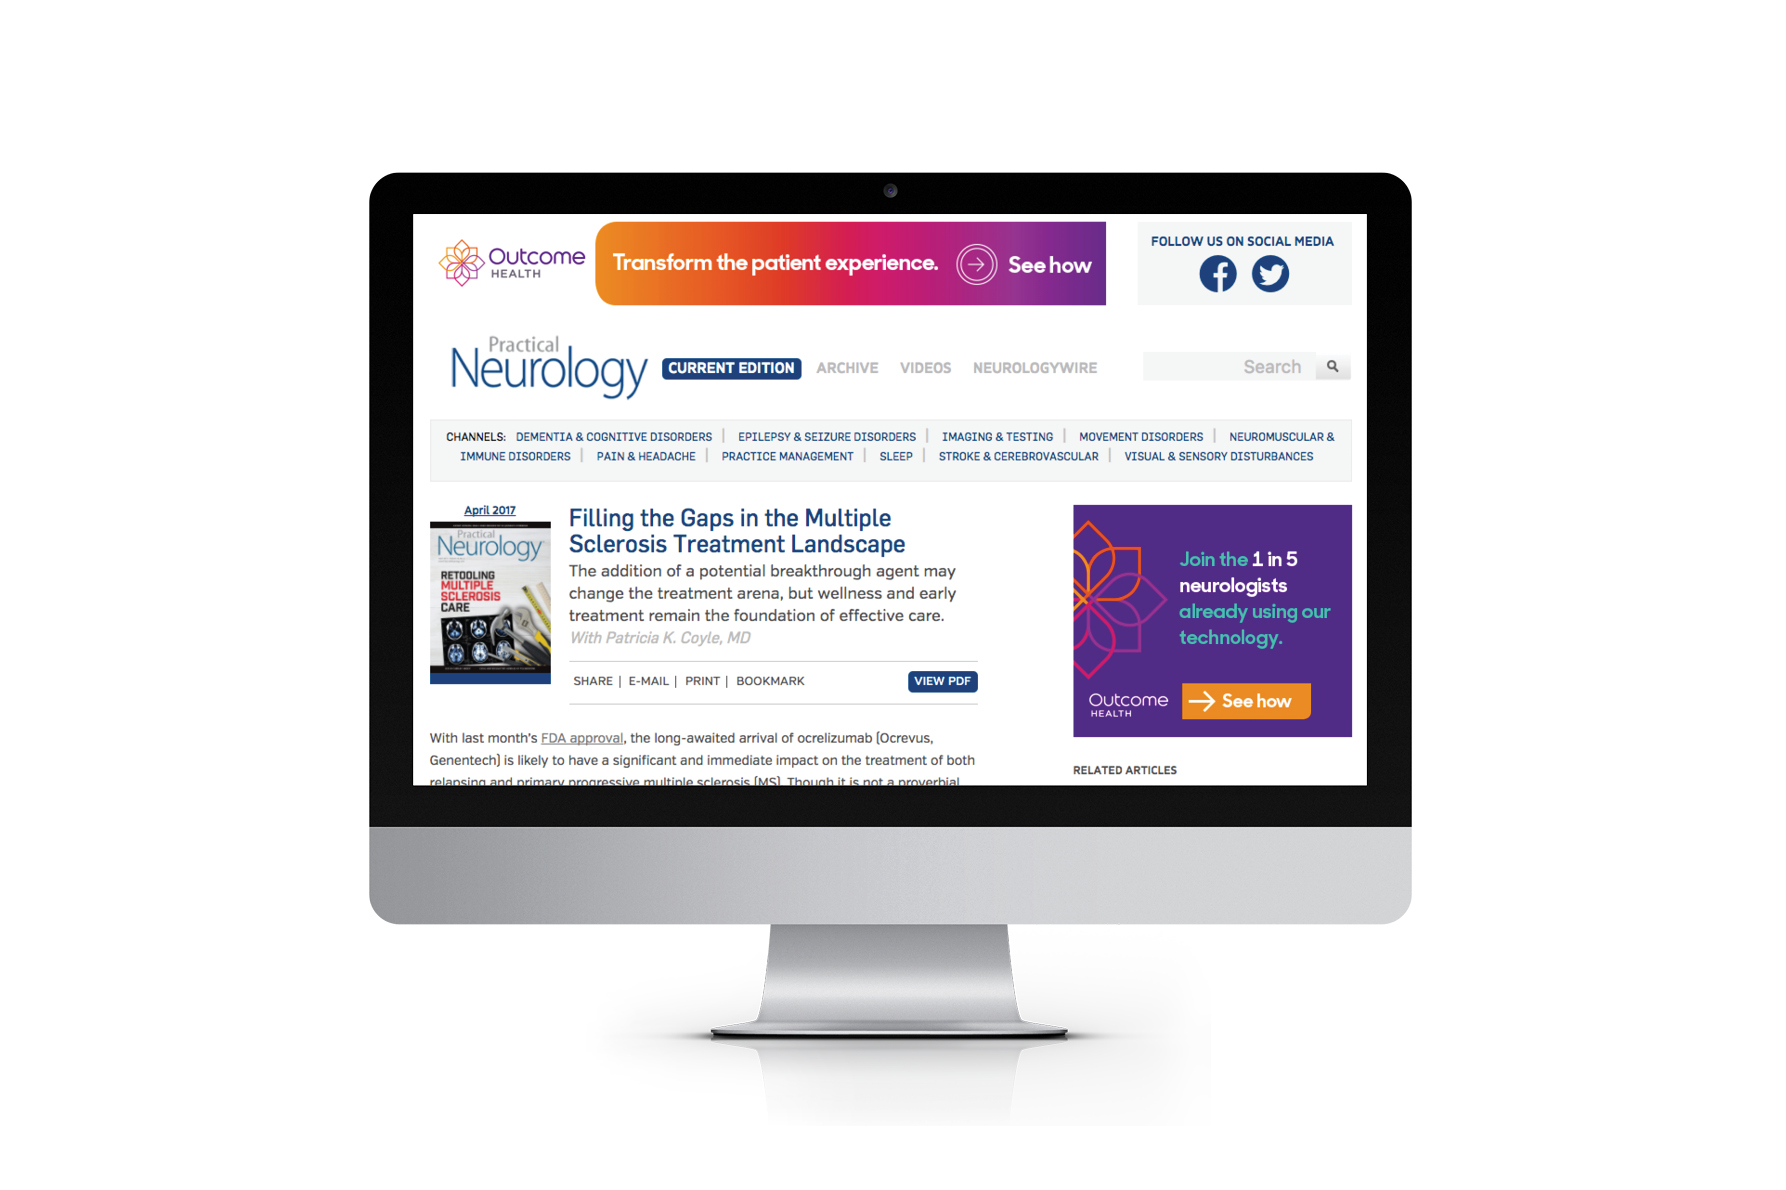 Outcome
HEALTH
Transform the patient experience.
See how
FOLLOW US ON SOCIAL MEDIA
Practical
Neurology
CURRENT EDITION
ARCHIVE
VIDEOS
NEUROLOGYWIRE
Search
CHANNELS: DEMENTIA & COGNITIVE DISORDERS | EPILEPSY & SEIZURE DISORDERS | IMAGING & TESTING | MOVEMENT DISORDERS | NEUROMUSCULAR &
IMMUNE DISORDERS | PAIN & HEADACHE | PRACTICE MANAGEMENT | SLEEP | STROKE & CEREBROVASCULAR | VISUAL & SENSORY DISTURBANCES
April 2017
Practical
Neurology
RETOOLING
MULTIPLE
SCLEROSIS
CARE
Filling the Gaps in the Multiple
Sclerosis Treatment Landscape
The addition of a potential breakthrough agent may
change the treatment arena, but wellness and early
treatment remain the foundation of effective care.
With Patricia K. Coyle, MD
SHARE | E-MAIL | PRINT | BOOKMARK
VIEW PDF
With last month's FDA approval, the long-awaited arrival of ocrelizumab (Ocrevus,
Genentech) is likely to have a significant and immediate impact on the treatment of both
relapsing and primary progressive multiple sclerosis (MS). Though it is not a proverbial
Join the 1 in 5
neurologists
already using our
technology.
Outcome
HEALTH
See how
RELATED ARTICLES